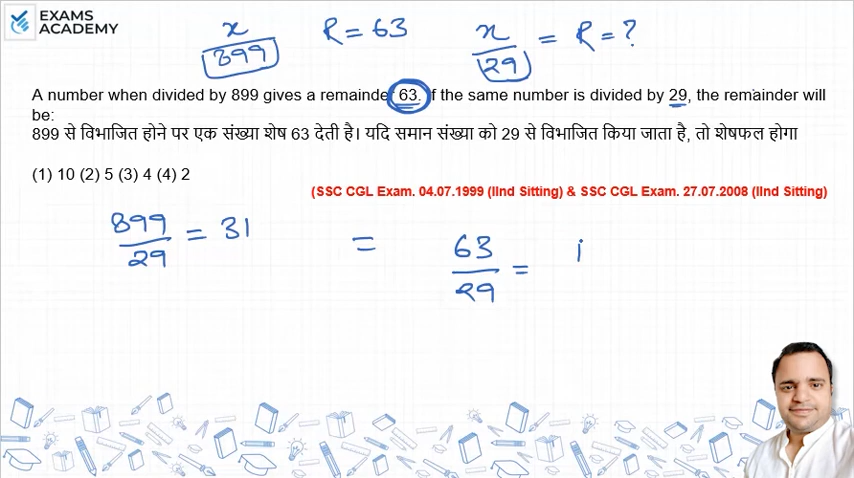 EXAMS
ACADEMY
x/899 R = 63 x/29 = R = ?
A number when divided by 899 gives a remainder 63. If the same number is divided by 29, the remainder will
be:
899 से विभाजित होने पर एक संख्या शेष 63 देती है। यदि समान संख्या को 29 से विभाजित किया जाता है, तो शेषफल होगा
(1) 10 (2) 5 (3) 4 (4) 2
(SSC CGL Exam. 04.07.1999 (IInd Sitting) & SSC CGL Exam. 27.07.2008 (IInd Sitting)
899/29 = 31 = 63/29 =